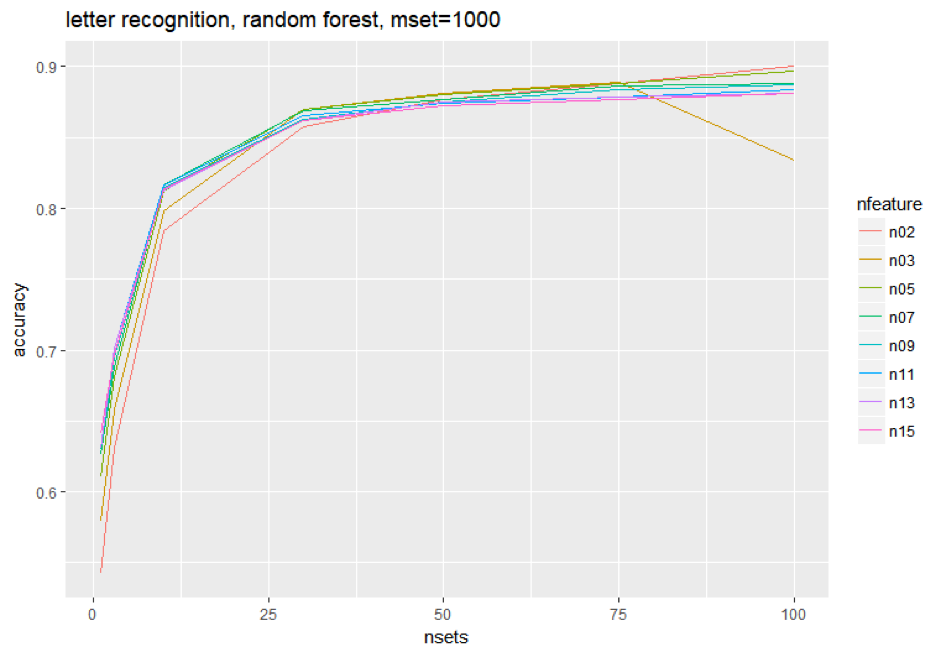 letter recognition, random forest, mset=1000
0.9
0.8
0.7
0.6
accuracy
0
25
50
75
100
nsets
nfeature
n02
n03
n05
n07
n09
n11
n13
n15